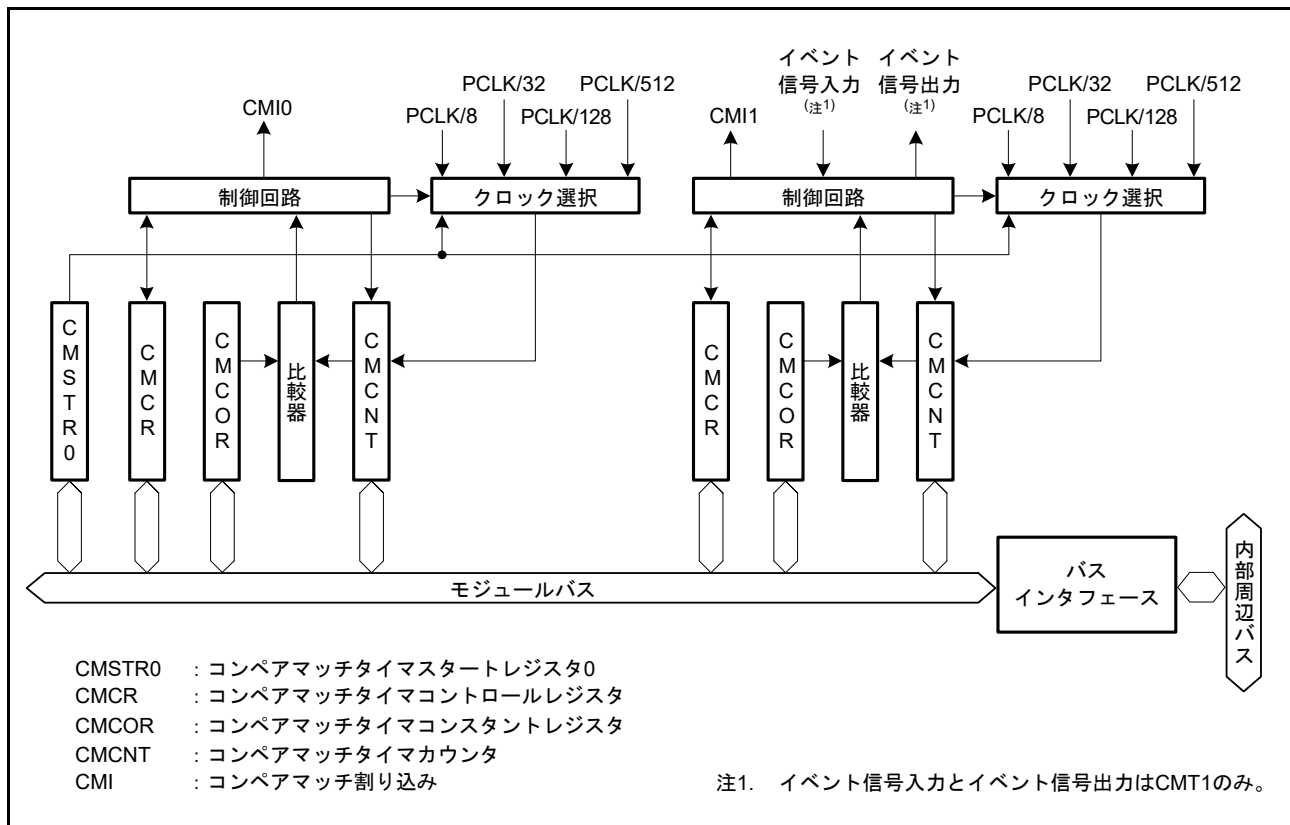 CMI0
PCLK/8
PCLK/32
PCLK/128
PCLK/512
制御回路
クロック選択
CMI1
イベント
信号入力
(注1)
イベント
信号出力
(注1)
PCLK/8
PCLK/32
PCLK/128
PCLK/512
制御回路
クロック選択
CMSTR0
CMCR
CMCOR
比較器
CMCNT
CMCR
CMCOR
比較器
CMCNT
モジュールバス
バス
インタフェース
内部周辺バス
CMSTR0 : コンペアマッチタイマスタートレジスタ0
CMCR : コンペアマッチタイマコントロールレジスタ
CMCOR : コンペアマッチタイマコンスタントレジスタ
CMCNT : コンペアマッチタイマカウンタ
CMI : コンペアマッチ割り込み
注1. イベント信号入力とイベント信号出力はCMT1のみ。